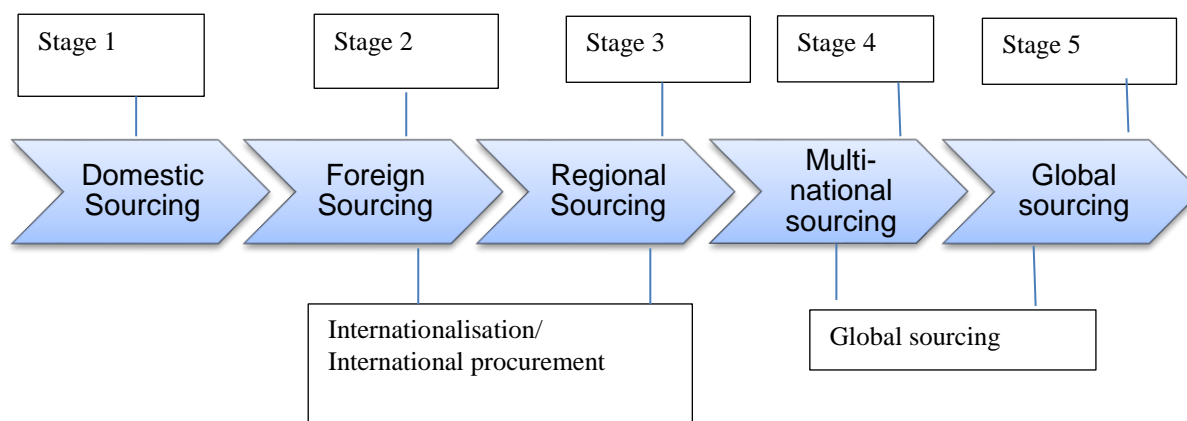 Stage 1
Stage 2
Stage 3
Stage 4
Stage 5
Domestic
Sourcing
Foreign
Sourcing
Regional
Sourcing
Multi-
national
sourcing
Global
sourcing
Internationalisation/
International procurement
Global sourcing